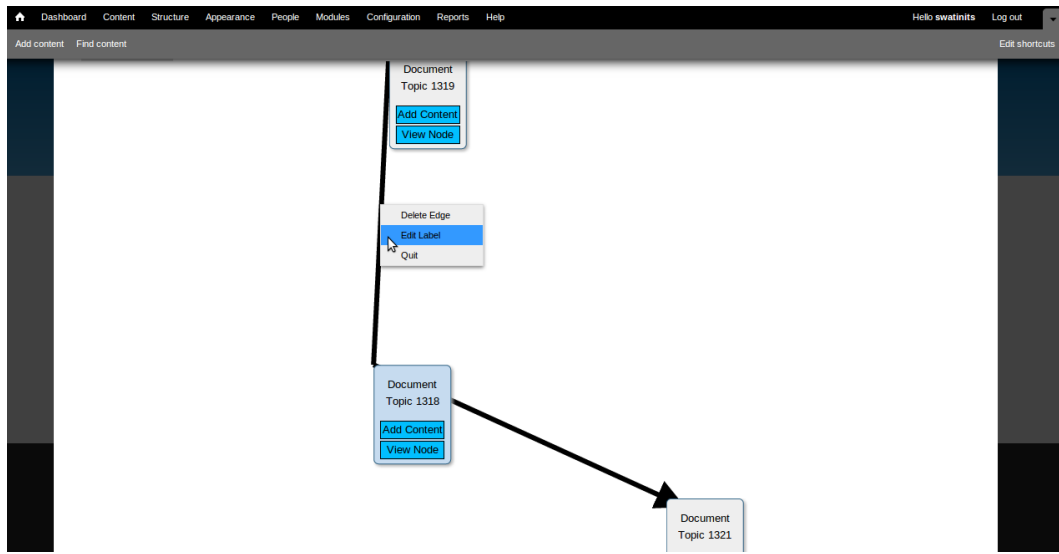 Dashboard Content Structure Appearance People Modules Configuration Reports Help Hello swatinits Log out
Add content Find content Edit shortcuts
Document
Topic 1319
Add Content
View Node
Delete Edge
Edit Label
Quit
Document
Topic 1318
Add Content
View Node
Document
Topic 1321